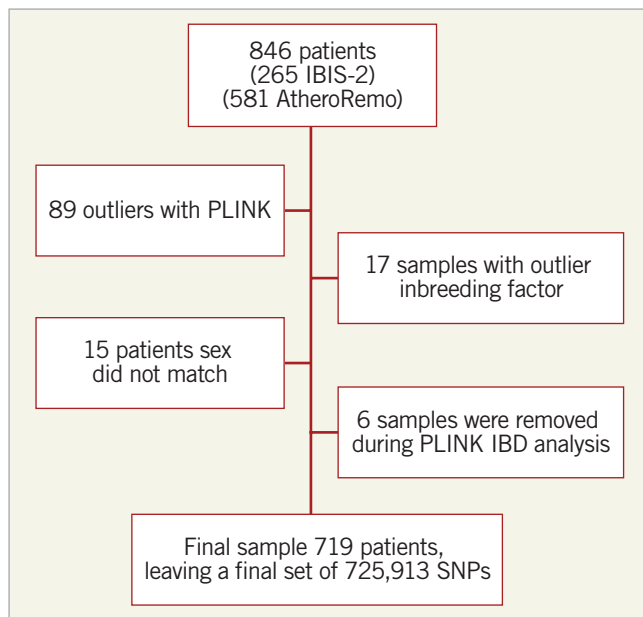 846 patients
(265 IBIS-2)
(581 AtheroRemo)
89 outliers with PLINK
17 samples with outlier
inbreeding factor
15 patients sex
did not match
6 samples were removed
during PLINK IBD analysis
Final sample 719 patients,
leaving a final set of 725,913 SNPs